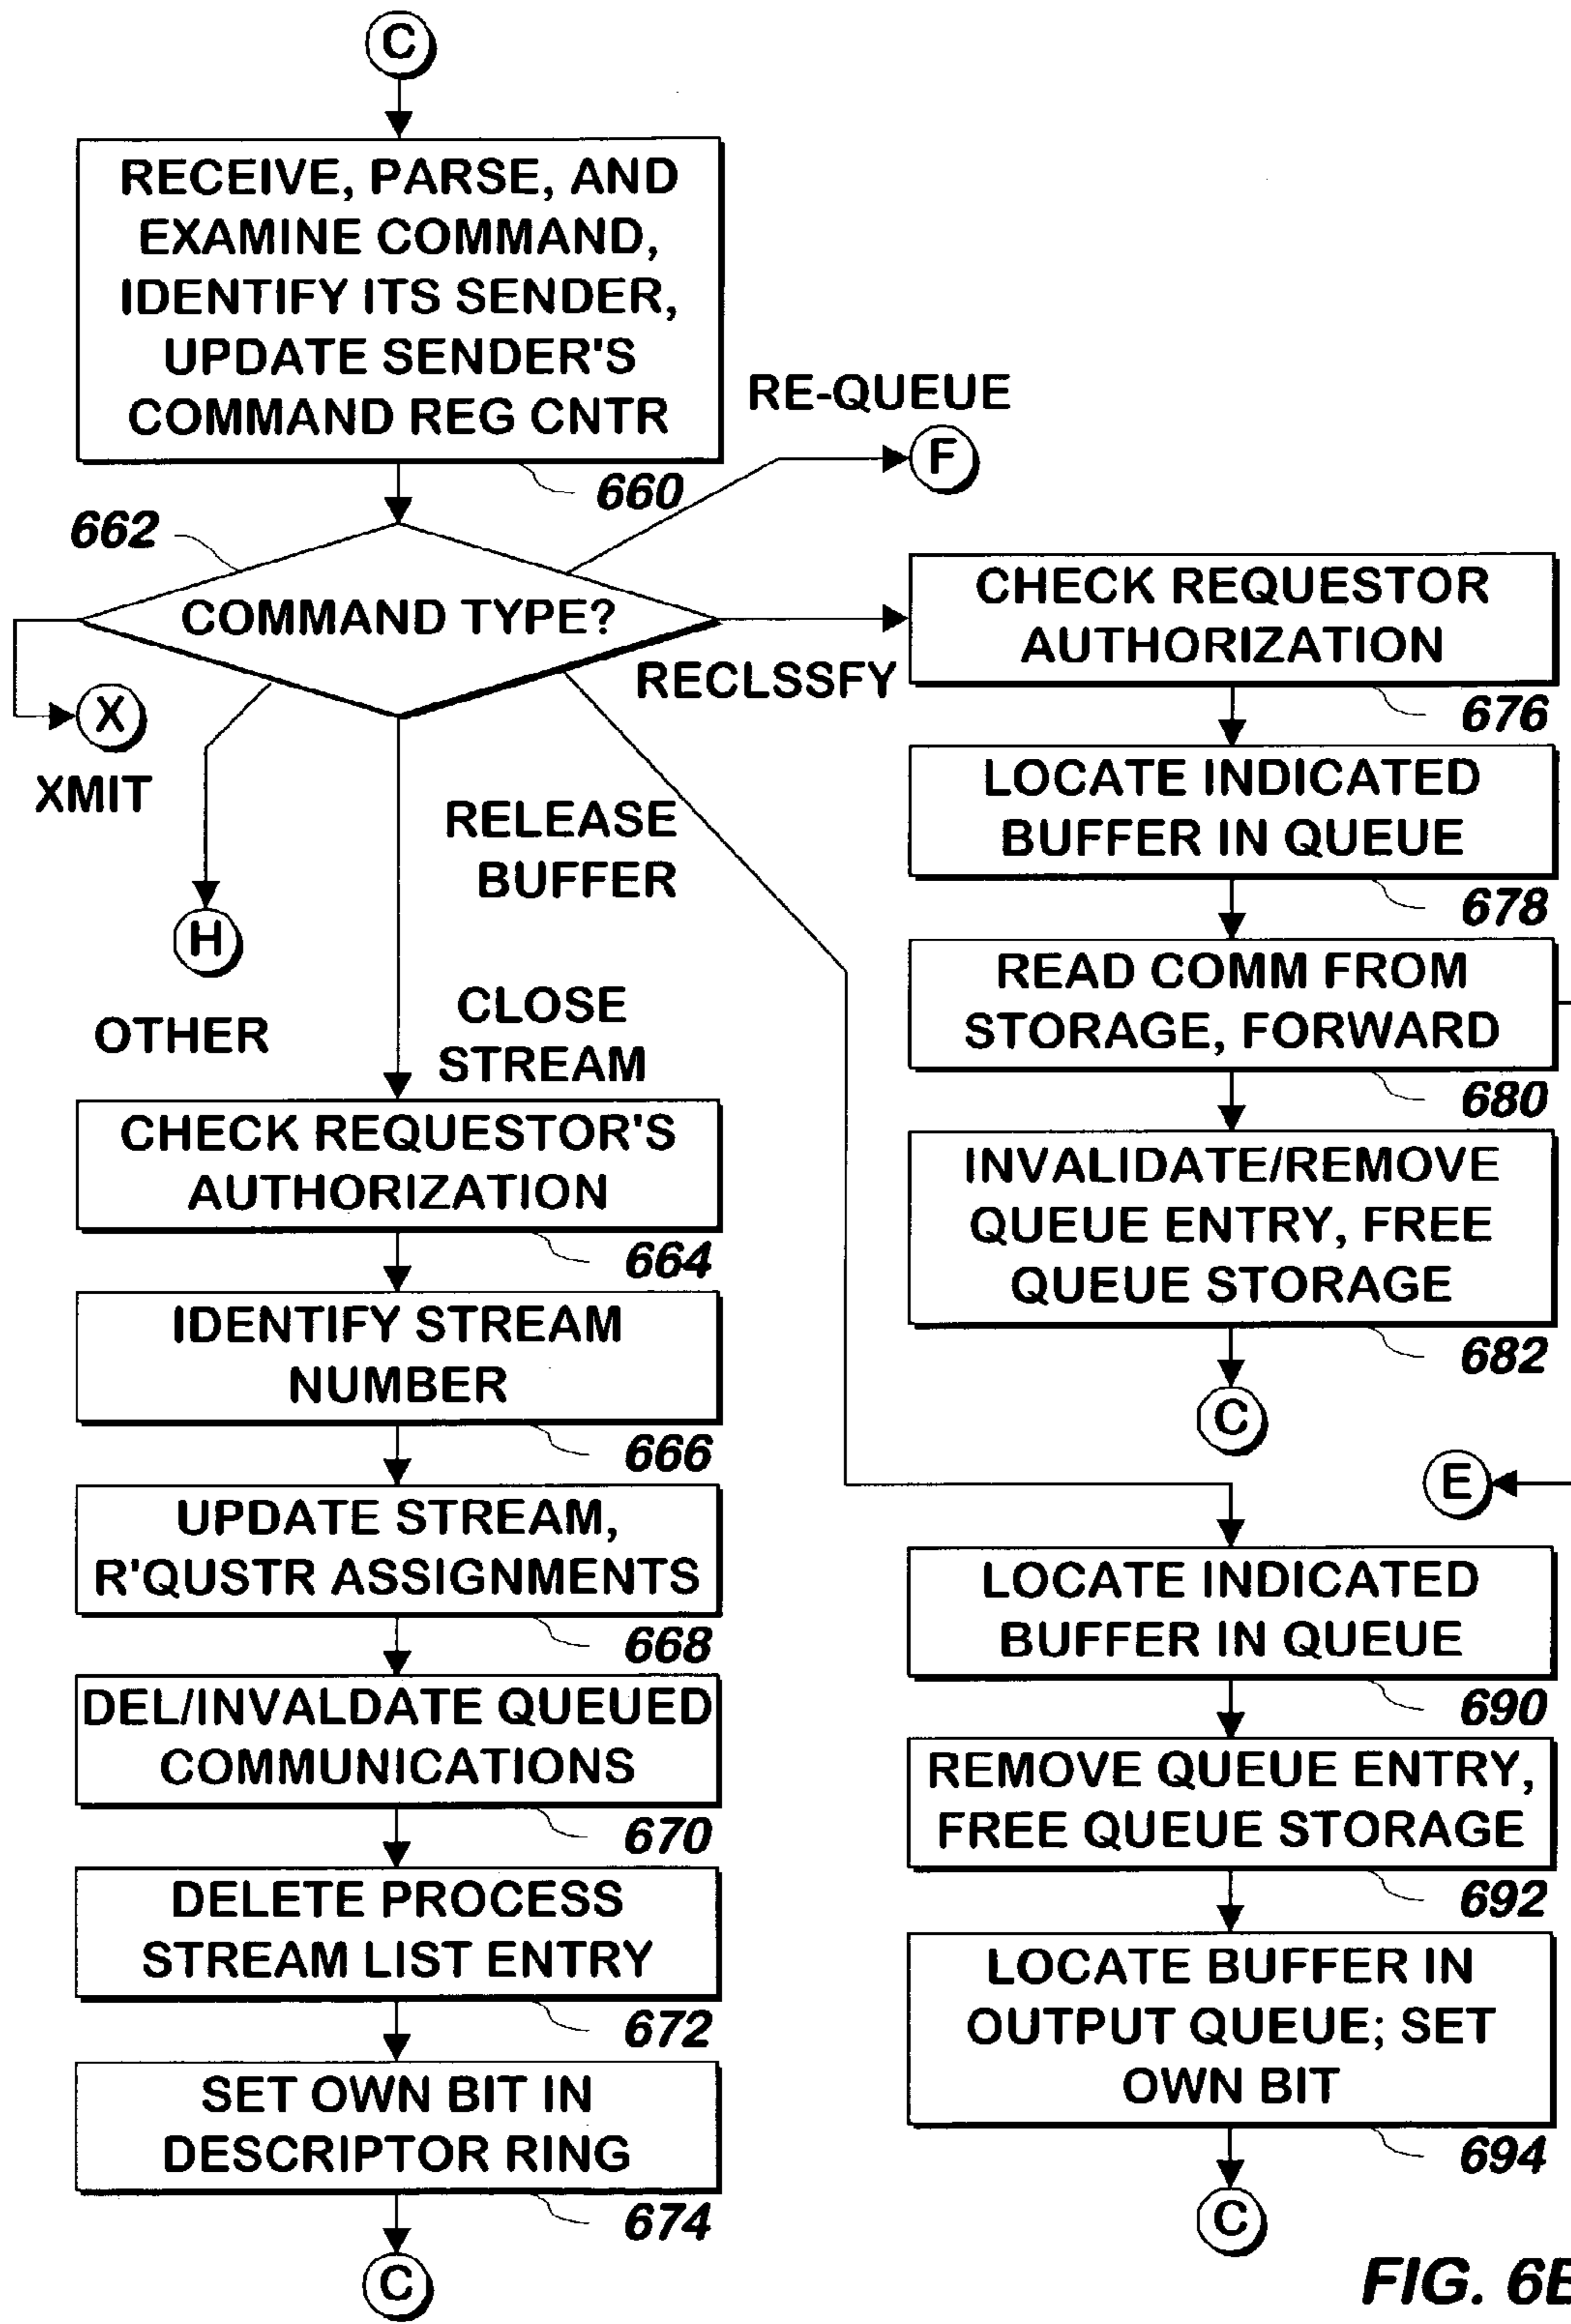 C
RECEIVE, PARSE, AND
EXAMINE COMMAND,
IDENTIFY ITS SENDER,
UPDATE SENDER'S
COMMAND REG CNTR
660
RE-QUEUE
F
662
COMMAND TYPE?
RECLSSFY
X
XMIT
H
OTHER
RELEASE
BUFFER
CLOSE
STREAM
CHECK REQUESTOR'S
AUTHORIZATION
664
IDENTIFY STREAM
NUMBER
666
UPDATE STREAM,
R'QUSTR ASSIGNMENTS
668
DEL/INVALDATE QUEUED
COMMUNICATIONS
670
DELETE PROCESS
STREAM LIST ENTRY
672
SET OWN BIT IN
DESCRIPTOR RING
674
C
CHECK REQUESTOR
AUTHORIZATION
676
LOCATE INDICATED
BUFFER IN QUEUE
678
READ COMM FROM
STORAGE, FORWARD
680
INVALIDATE/REMOVE
QUEUE ENTRY, FREE
QUEUE STORAGE
682
C
E
LOCATE INDICATED
BUFFER IN QUEUE
690
REMOVE QUEUE ENTRY,
FREE QUEUE STORAGE
692
LOCATE BUFFER IN
OUTPUT QUEUE; SET
OWN BIT
694
C
FIG.